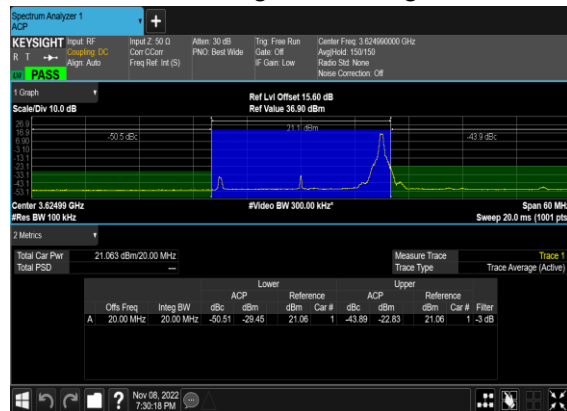 Spectrum Analyzer 1
ACP
+
KEYSIGHT Input: RF Input Z: 50 Ω Atten: 30 dB Trig: Free Run Center Freq: 3.624990000 GHz
R T Coupling: DC Corr CCorr PNO: Best Wide Gate: Off Avg|Hold: 150/150
Align: Auto Freq Ref: Int (S) IF Gain: Low Radio Std: None
LXI PASS Noise Correction: Off
1 Graph
Scale/Div 10.0 dB
Ref Lvl Offset 15.60 dB
Ref Value 36.90 dBm
26.9
16.9
6.90
-3.10
-13.1
-23.1
-33.1
-43.1
-53.1
-50.5 dBc 21.1 dBm -43.9 dBc
Center 3.62499 GHz #Video BW 300.00 kHz* Span 60 MHz
#Res BW 100 kHz Sweep 20.0 ms (1001 pts
2 Metrics
Total Car Pwr 21.063 dBm/20.00 MHz Measure Trace Trace 1
Total PSD --- Trace Type Trace Average (Active)
Lower Upper
ACP Reference ACP Reference
Offs Freq Integ BW dBc dBm dBm Car # dBc dBm dBm Car # Filter
A 20.00 MHz 20.00 MHz -50.51 -29.45 21.06 1 -43.89 -22.83 21.06 1 -3 dB
? Nov 08, 2022
7:30:18 PM